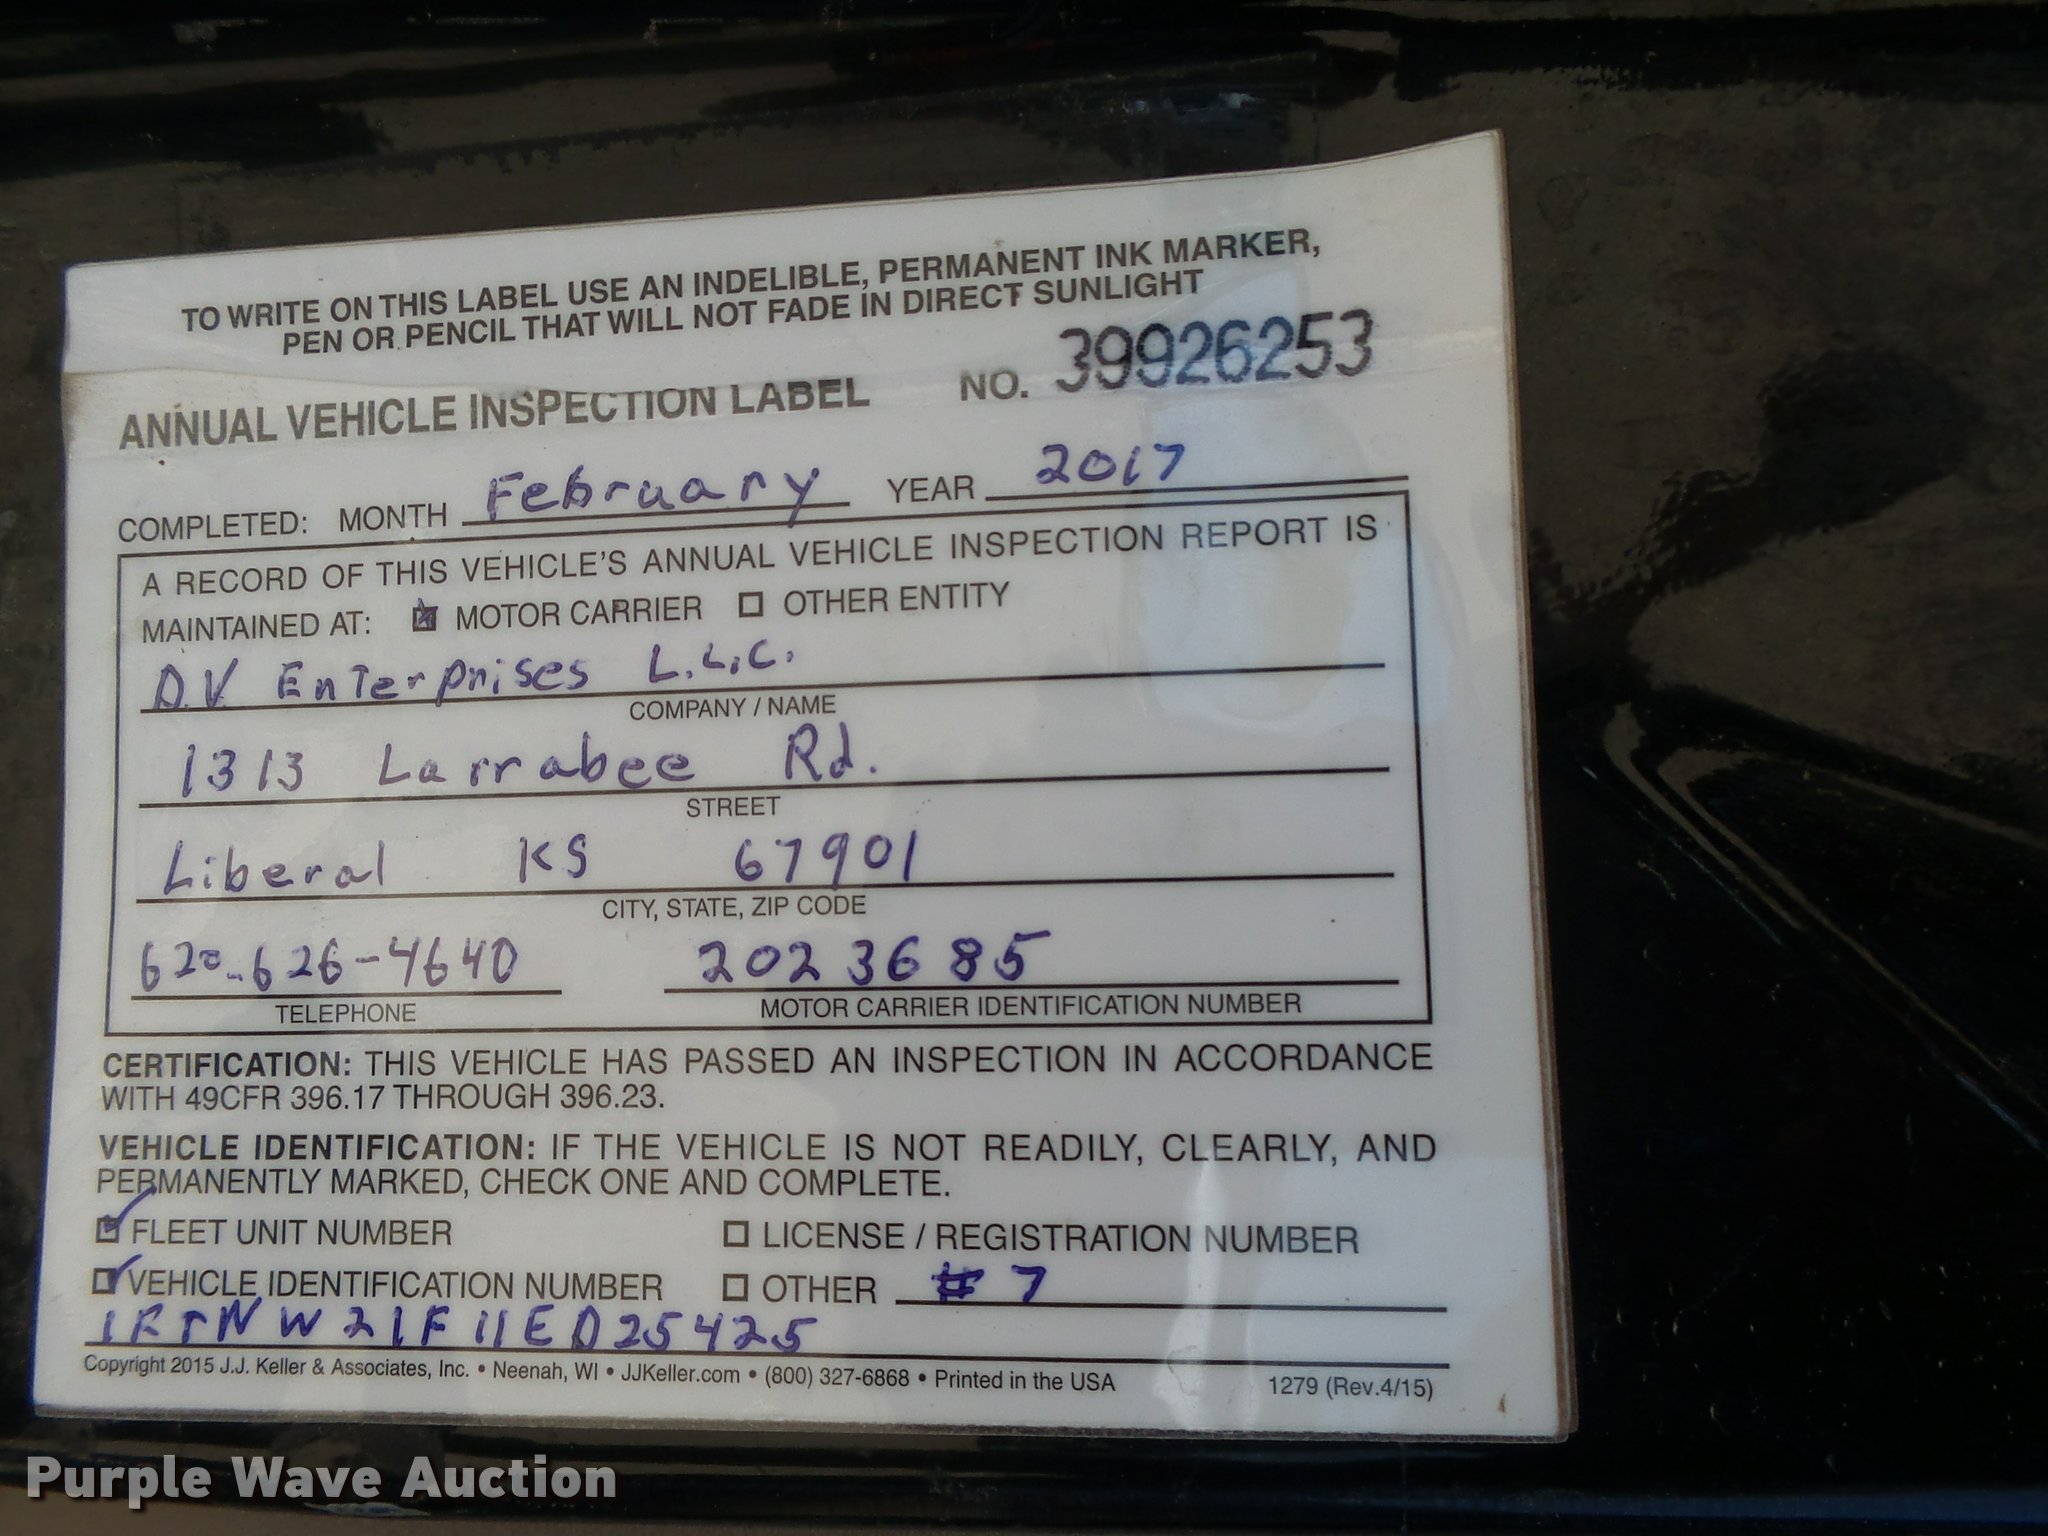 TO WRITE ON THIS LABEL USE AN INDELIBLE, PERMANENT INK MARKER,
PEN OR PENCIL THAT WILL NOT FADE IN DIRECT SUNLIGHT
ANNUAL VEHICLE INSPECTION LABEL NO. 39926253
COMPLETED: MONTH February YEAR 2017
A RECORD OF THIS VEHICLE'S ANNUAL VEHICLE INSPECTION REPORT IS
MAINTAINED AT: MOTOR CARRIER OTHER ENTITY
D.V Enterprises L.L.C.
COMPANY / NAME
1313 Larrabee Rd.
STREET
Liberal KS 67901
CITY, STATE, ZIP CODE
620-626-4640 2023685
TELEPHONE MOTOR CARRIER IDENTIFICATION NUMBER
CERTIFICATION: THIS VEHICLE HAS PASSED AN INSPECTION IN ACCORDANCE
WITH 49CFR 396.17 THROUGH 396.23.
VEHICLE IDENTIFICATION: IF THE VEHICLE IS NOT READILY, CLEARLY, AND
PERMANENTLY MARKED, CHECK ONE AND COMPLETE.
FLEET UNIT NUMBER LICENSE / REGISTRATION NUMBER
VEHICLE IDENTIFICATION NUMBER OTHER # 7
1FTNW21F11ED25425
Copyright 2015 J.J. Keller & Associates, Inc. • Neenah, WI • JJKeller.com • (800) 327-6868 • Printed in the USA 1279 (Rev.4/15)
Purple Wave Auction